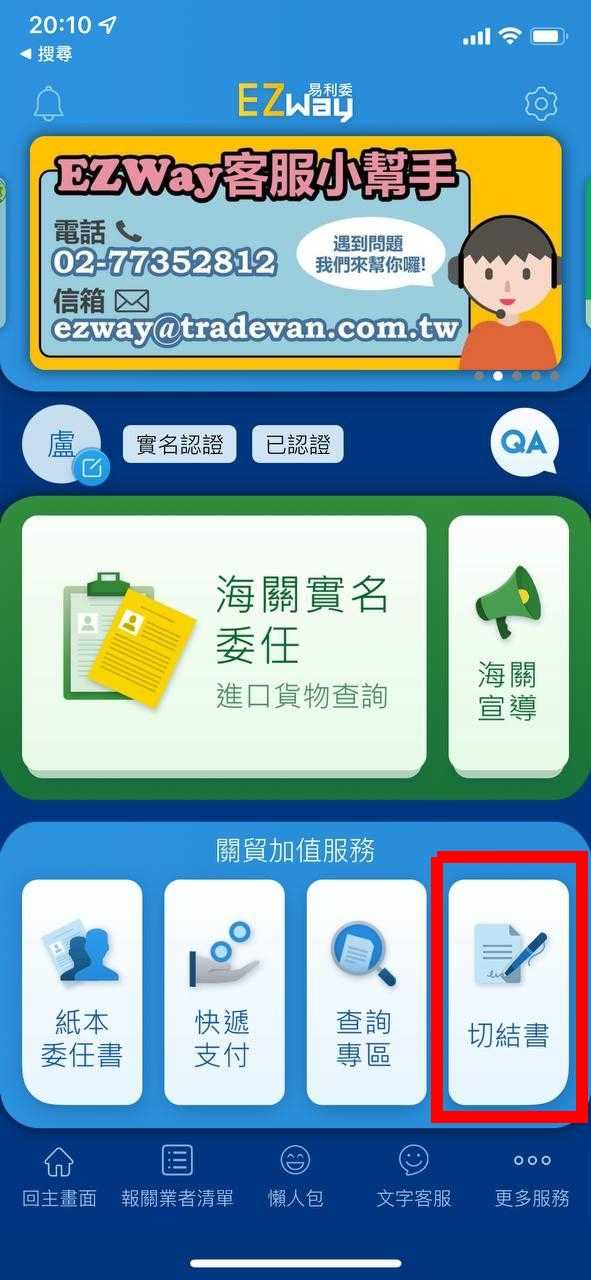 20:10
搜尋
EZway 易利委
EZWay客服小幫手
電話
02-77352812
信箱
ezway@tradevan.com.tw
遇到問題
我們來幫你囉!
盧
實名認證
已認證
QA
海關實名
委任
進口貨物查詢
海關
宣導
關貿加值服務
紙本
委任書
快遞
支付
查詢
專區
切結書
回主畫面
報關業者清單
懶人包
文字客服
更多服務